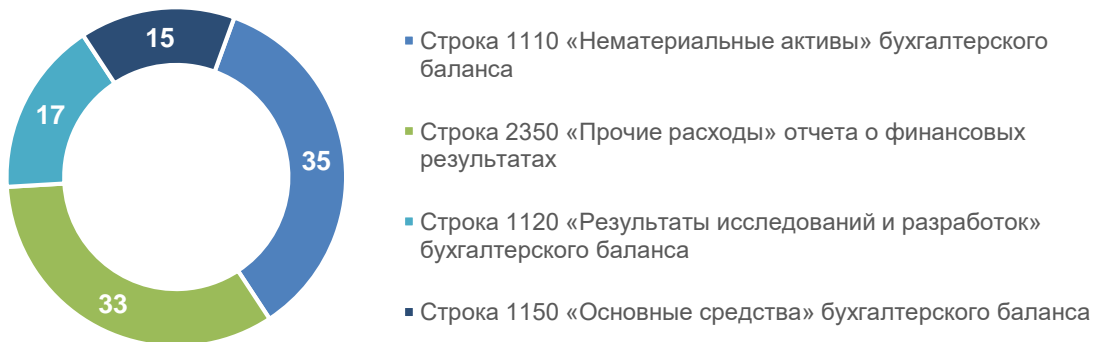 15
17
35
33
Строка 1110 «Нематериальные активы» бухгалтерского
баланса
Строка 2350 «Прочие расходы» отчета о финансовых
результатах
Строка 1120 «Результаты исследований и разработок»
бухгалтерского баланса
Строка 1150 «Основные средства» бухгалтерского баланса